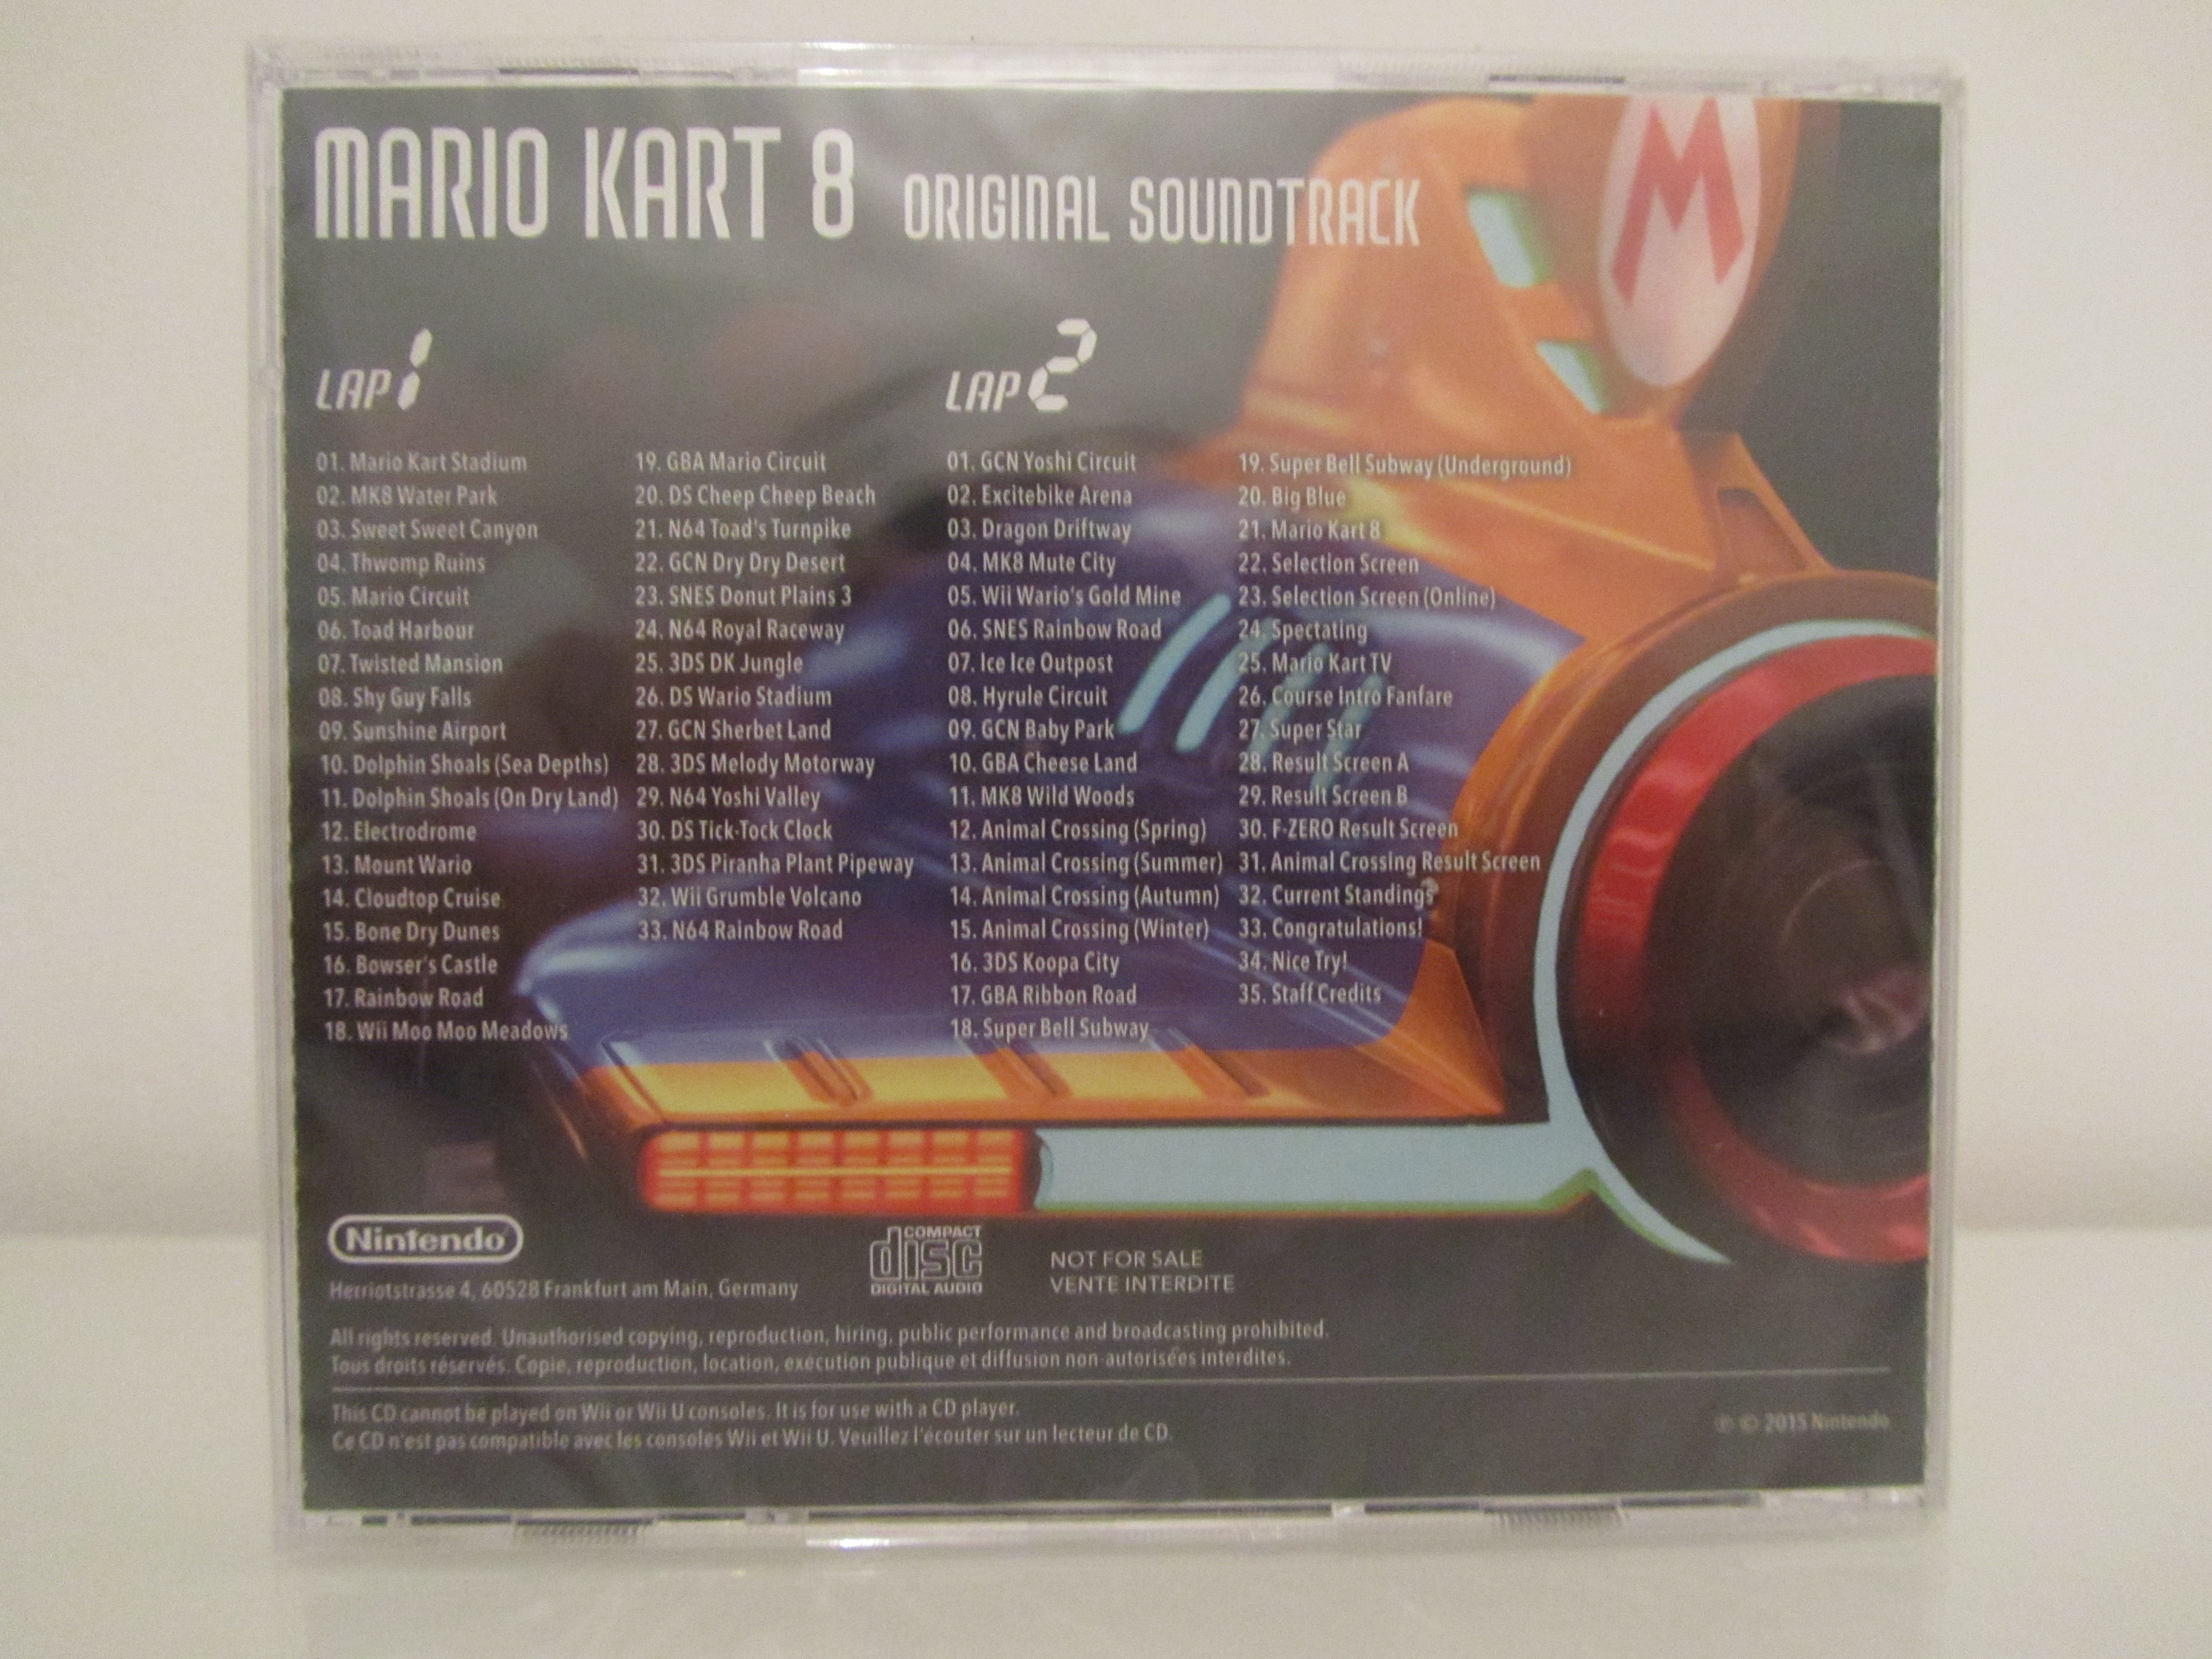 MARIO KART 8 ORIGINAL SOUNDTRACK
M
LAP 1
01. Mario Kart Stadium
02. MK8 Water Park
03. Sweet Sweet Canyon
04. Thwomp Ruins
05. Mario Circuit
06. Toad Harbour
07. Twisted Mansion
08. Shy Guy Falls
09. Sunshine Airport
10. Dolphin Shoals (Sea Depths)
11. Dolphin Shoals (On Dry Land)
12. Electrodrome
13. Mount Wario
14. Cloudtop Cruise
15. Bone Dry Dunes
16. Bowser's Castle
17. Rainbow Road
18. Wii Moo Moo Meadows
19. GBA Mario Circuit
20. DS Cheep Cheep Beach
21. N64 Toad's Turnpike
22. GCN Dry Dry Desert
23. SNES Donut Plains 3
24. N64 Royal Raceway
25. 3DS DK Jungle
26. DS Wario Stadium
27. GCN Sherbet Land
28. 3DS Melody Motorway
29. N64 Yoshi Valley
30. DS Tick-Tock Clock
31. 3DS Piranha Plant Pipeway
32. Wii Grumble Volcano
33. N64 Rainbow Road
LAP 2
01. GCN Yoshi Circuit
02. Excitebike Arena
03. Dragon Driftway
04. MK8 Mute City
05. Wii Wario's Gold Mine
06. SNES Rainbow Road
07. Ice Ice Outpost
08. Hyrule Circuit
09. GCN Baby Park
10. GBA Cheese Land
11. MK8 Wild Woods
12. Animal Crossing (Spring)
13. Animal Crossing (Summer)
14. Animal Crossing (Autumn)
15. Animal Crossing (Winter)
16. 3DS Koopa City
17. GBA Ribbon Road
18. Super Bell Subway
19. Super Bell Subway (Underground)
20. Big Blue
21. Mario Kart 8
22. Selection Screen
23. Selection Screen (Online)
24. Spectating
25. Mario Kart TV
26. Course Intro Fanfare
27. Super Star
28. Result Screen A
29. Result Screen B
30. F-ZERO Result Screen
31. Animal Crossing Result Screen
32. Current Standings
33. Congratulations!
34. Nice Try!
35. Staff Credits
Nintendo
Herriotstrasse 4, 60528 Frankfurt am Main, Germany
COMPACT
disc
DIGITAL AUDIO
NOT FOR SALE
VENTE INTERDITE
All rights reserved. Unauthorised copying, reproduction, hiring, public performance and broadcasting prohibited.
Tous droits réservés. Copie, reproduction, location, exécution publique et diffusion non-autorisées interdites.
This CD cannot be played on Wii or Wii U consoles. It is for use with a CD player.
Ce CD n'est pas compatible avec les consoles Wii et Wii U. Veuillez l'écouter sur un lecteur de CD.
℗ © 2015 Nintendo